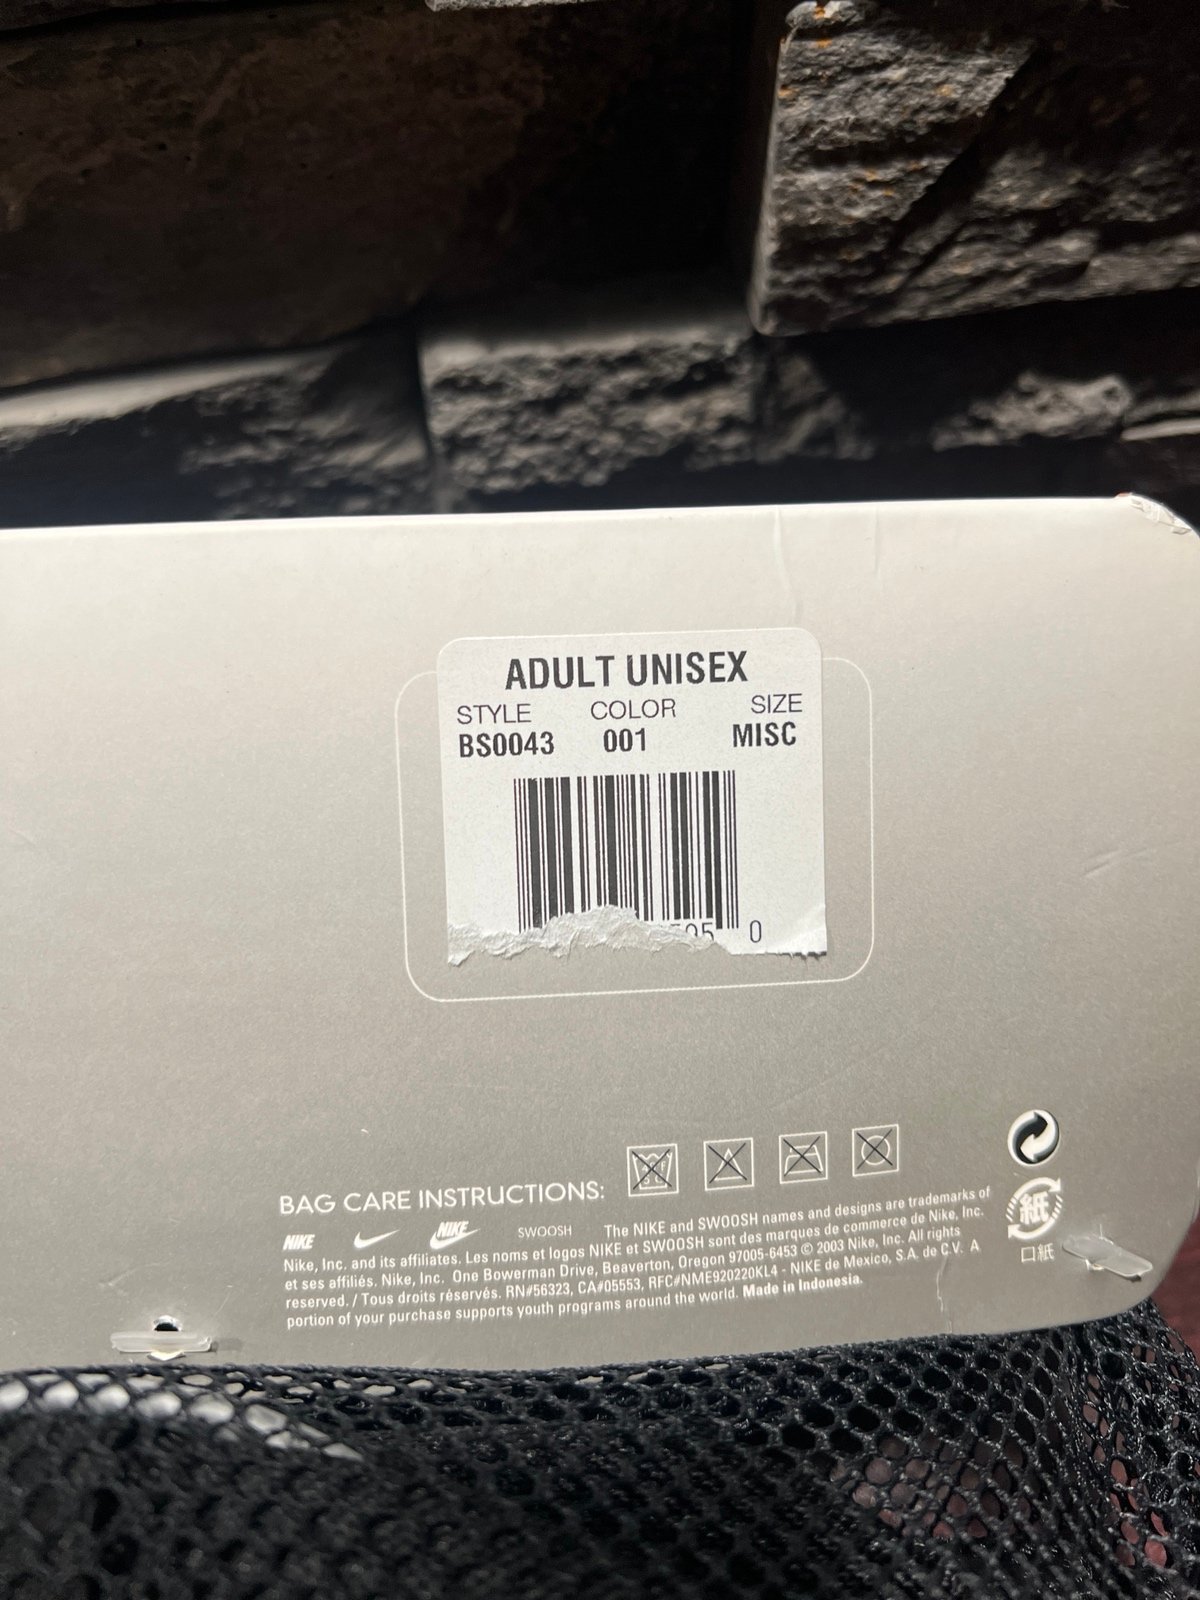 ADULT UNISEX
STYLE COLOR SIZE
BS0043 001 MISC
595 0
BAG CARE INSTRUCTIONS:
NIKE NIKE SWOOSH The NIKE and SWOOSH names and designs are trademarks of
Nike, Inc. and its affiliates. Les noms et logos NIKE et SWOOSH sont des marques de commerce de Nike, Inc.
et ses affiliés. Nike, Inc. One Bowerman Drive, Beaverton, Oregon 97005-6453 © 2003 Nike, Inc. All rights
reserved. / Tous droits réservés. RN#56323, CA#05553, RFC#NME920220KL4 - NIKE de Mexico, S.A. de C.V. A
portion of your purchase supports youth programs around the world. Made in Indonesia.
紙
口紙